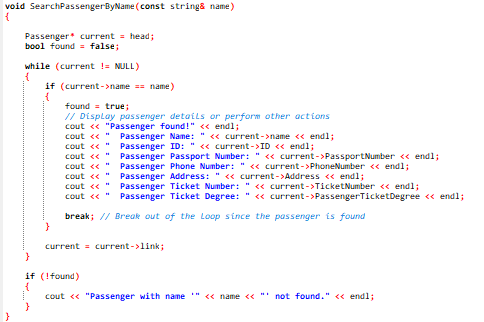 void SearchPassengerByName(const string& name)
{
Passenger* current = head;
bool found = false;
while (current != NULL)
{
if (current->name == name)
{
found = true;
// Display passenger details or perform other actions
cout << "Passenger found!" << endl;
cout << "  Passenger Name: " << current->name << endl;
cout << "  Passenger ID: " << current->ID << endl;
cout << "  Passenger Passport Number: " << current->PassportNumber << endl;
cout << "  Passenger Phone Number: " << current->PhoneNumber << endl;
cout << "  Passenger Address: " << current->Address << endl;
cout << "  Passenger Ticket Number: " << current->TicketNumber << endl;
cout << "  Passenger Ticket Degree: " << current->PassengerTicketDegree << endl;
break; // Break out of the loop since the passenger is found
}
current = current->link;
}
if (!found)
{
cout << "Passenger with name '" << name << "' not found." << endl;
}
}